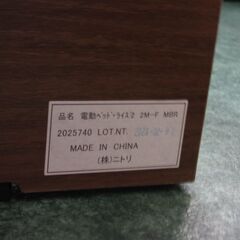 品名 電動ベッド・ライズ2 2M-F MBR
2025740 LOT.NT.
MADE IN CHINA
(株)ニトリ